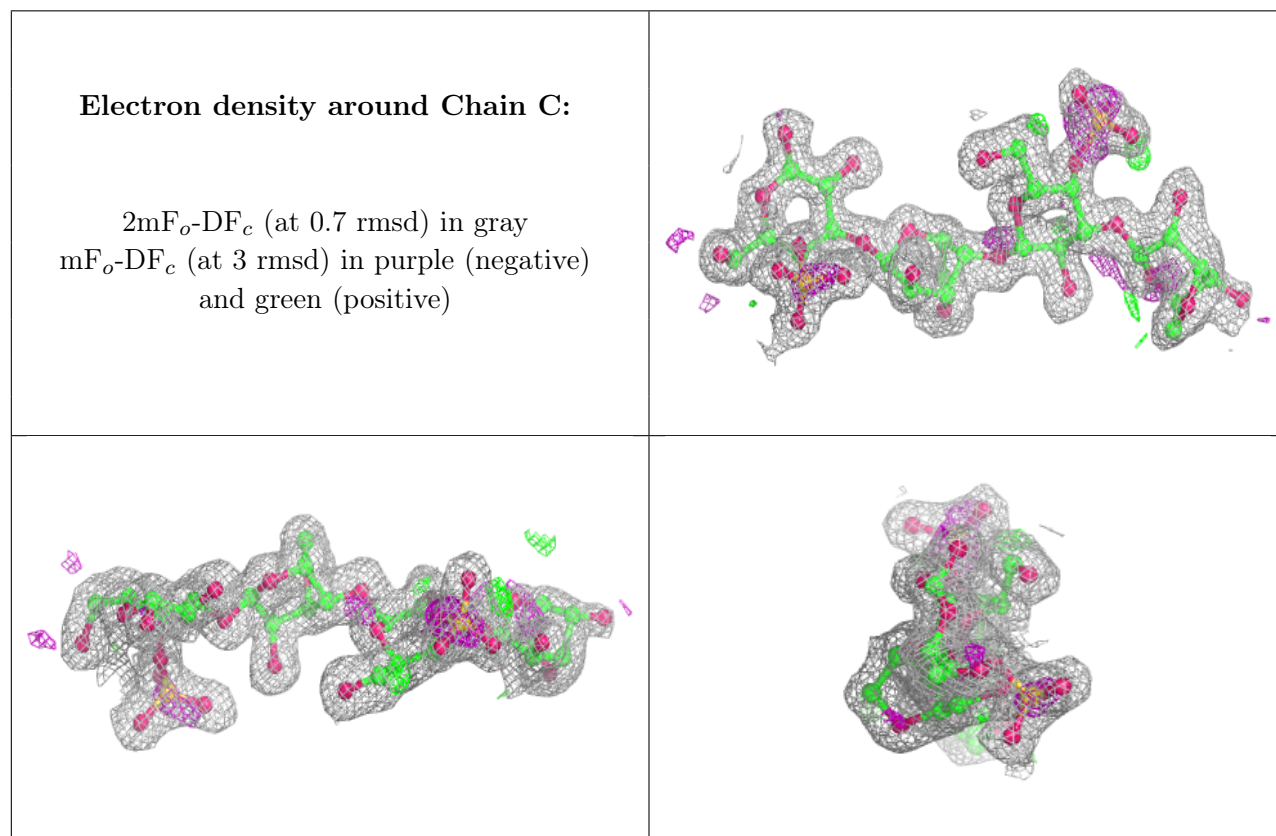 Electron density around Chain C:
2mFo-DFc (at 0.7 rmsd) in gray
mFo-DFc (at 3 rmsd) in purple (negative)
and green (positive)